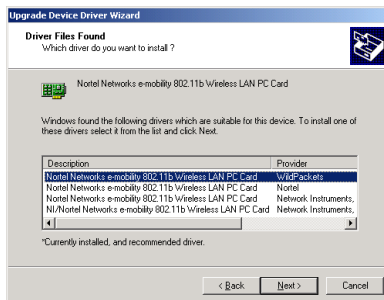 Upgrade Device Driver Wizard
Driver Files Found
Which driver do you want to install ?
Nortel Networks e-mobility 802.11b Wireless LAN PC Card
Windows found the following drivers which are suitable for this device. To install one of
these drivers select it from the list and click Next.
Description Provider
Nortel Networks e-mobility 802.11b Wireless LAN PC Card WildPackets
Nortel Networks e-mobility 802.11b Wireless LAN PC Card Nortel
Nortel Networks e-mobility 802.11b Wireless LAN PC Card Network Instruments,
NI/Nortel Networks e-mobility 802.11b Wireless LAN PC Card Network Instruments,
*Currently installed, and recommended driver.
< Back Next > Cancel